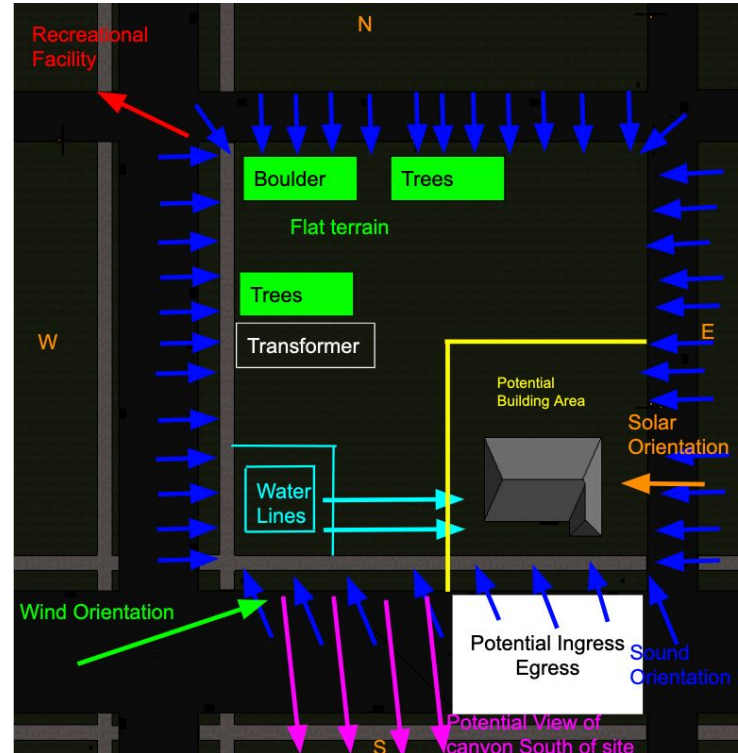 Recreational
Facility
N
Boulder
Trees
Flat terrain
Trees
Transformer
W
E
Potential
Building Area
Solar
Orientation
Water
Lines
Wind Orientation
Potential Ingress
Egress
Sound
Orientation
Potential View of
canyon South of site
S